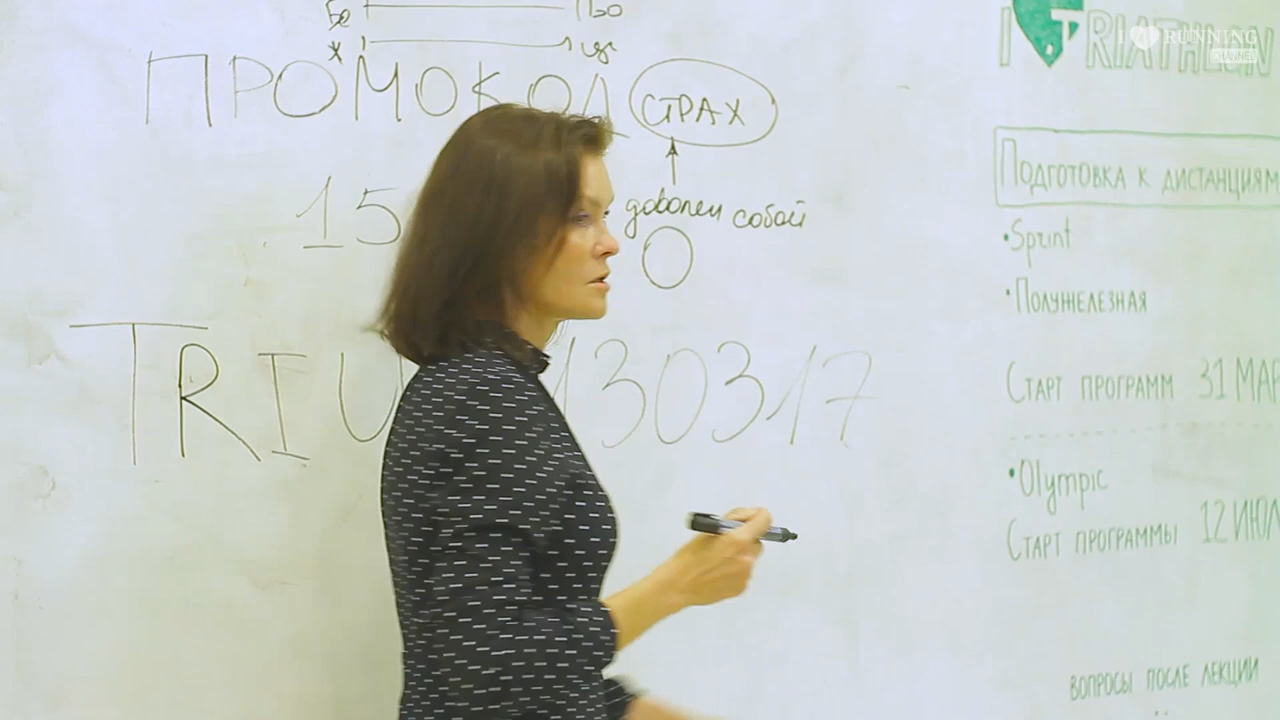 ПРОМОКОД
СТРАХ
15
доволен собой
TRIU 130317
I TRIATHLON
I RUNNING
CHANNEL
Подготовка к дистанциям
•Sprint
•Полужелезная
Старт программ 31 МАР
•Olympic
Старт программы 12 ИЮЛ
вопросы после лекции